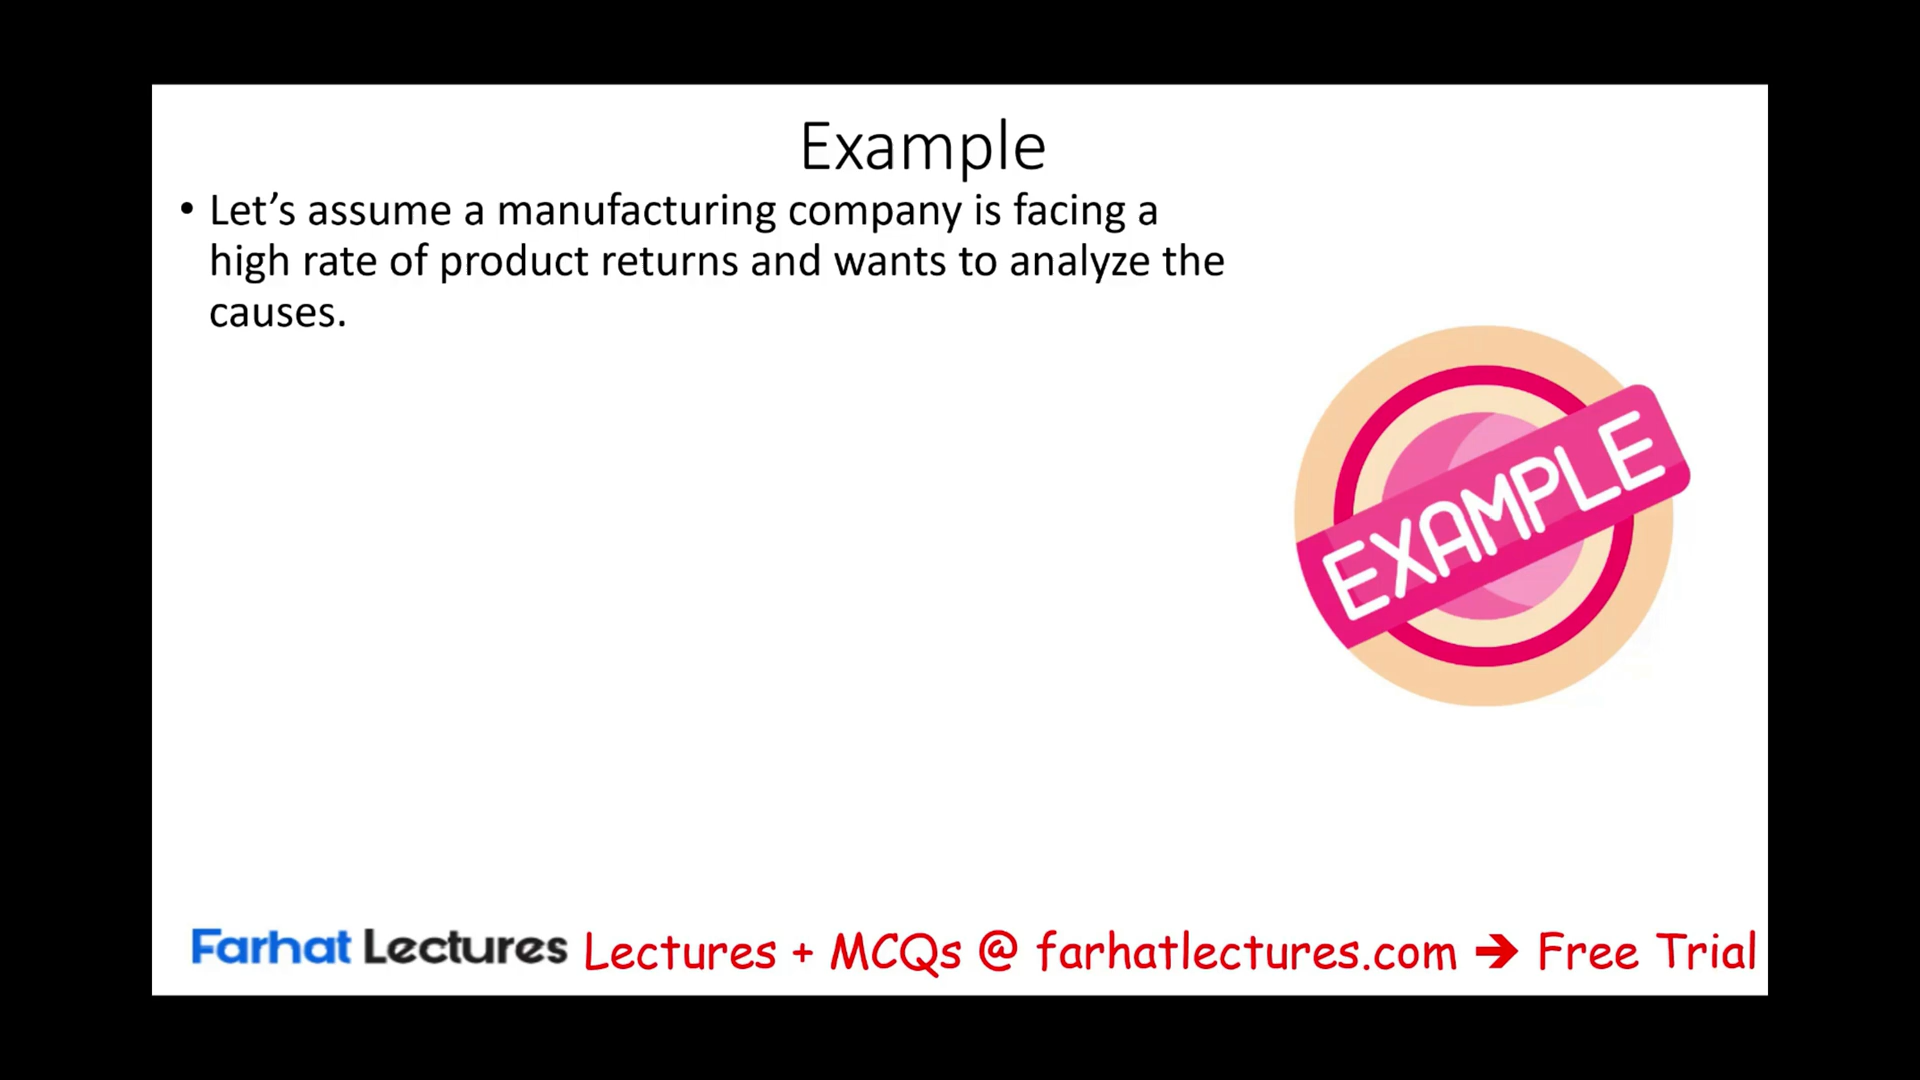 Example
• Let’s assume a manufacturing company is facing a
high rate of product returns and wants to analyze the
causes.
EXAMPLE
Farhat Lectures Lectures + MCQs @ farhatlectures.com ➔ Free Trial